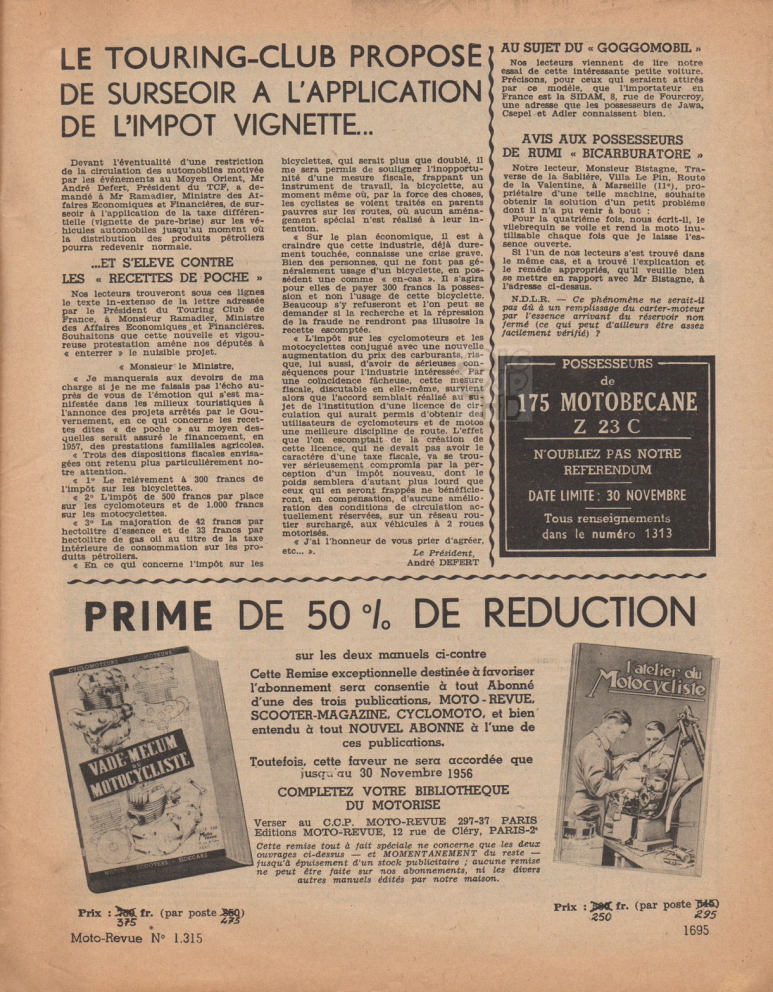 LE TOURING-CLUB PROPOSE
DE SURSEOIR A L'APPLICATION
DE L'IMPOT VIGNETTE...
Devant l'éventualité d'une restriction
de la circulation des automobiles motivée
par les événements au Moyen Orient, Mr
André Defert, Président du TCF, a de-
mandé à Mr Ramadier, Ministre des Af-
faires Economiques et Financières, de sur-
seoir à l'application de la taxe différen-
tielle (vignette de pare-brise) sur les vé-
hicules automobiles jusqu'au moment où
la distribution des produits pétroliers
pourra redevenir normale.
...ET S'ELEVE CONTRE
LES « RECETTES DE POCHE »
Nos lecteurs trouveront sous ces lignes
le texte in-extenso de la lettre adressée
par le Président du Touring Club de
France, à Monsieur Ramadier, Ministre
des Affaires Economiques et Financières.
Souhaitons que cette nouvelle et vigou-
reuse protestation amène nos députés à
« enterrer » le nuisible projet.
« Monsieur le Ministre,
« Je manquerais aux devoirs de ma
charge si je ne me faisais pas l'écho au-
près de vous de l'émotion qui s'est ma-
nifestée dans les milieux touristiques à
l'annonce des projets arrêtés par le Gou-
vernement, en ce qui concerne les recet-
tes dites « de poche » au moyen des-
quelles serait assuré le financement, en
1957, des prestations familiales agricoles.
« Trois des dispositions fiscales envisa-
gées ont retenu plus particulièrement no-
tre attention.
« 1° Le relèvement à 300 francs de
l'impôt sur les bicyclettes.
« 2° L'impôt de 500 francs par place
sur les cyclomoteurs et de 1.000 francs
sur les motocyclettes.
« 3° La majoration de 42 francs par
hectolitre d'essence et de 33 francs par
hectolitre de gas oil au titre de la taxe
intérieure de consommation sur les pro-
duits pétroliers.
« En ce qui concerne l'impôt sur les
bicyclettes, qui serait plus que doublé, il
me sera permis de souligner l'inopportu-
nité d'une mesure fiscale, frappant un
instrument de travail, la bicyclette, au
moment même où, par la force des choses,
les cyclistes se voient traités en parents
pauvres sur les routes, où aucun aména-
gement spécial n'est réalisé à leur in-
tention.
« Sur le plan économique, il est à
craindre que cette industrie, déjà dure-
ment touchée, connaisse une crise grave.
Bien des personnes, qui ne font pas gé-
néralement usage d'un bicyclette, en pos-
sèdent une comme « en-cas ». Il s'agira
pour elles de payer 300 francs la posses-
sion et non l'usage de cette bicyclette.
Beaucoup s'y refuseront et l'on peut se
demander si la recherche et la répression
de la fraude ne rendront pas illusoire la
recette escomptée.
« L'impôt sur les cyclomoteurs et les
motocyclettes conjugué avec une nouvelle
augmentation du prix des carburants, ris-
que, lui aussi, d'avoir de sérieuses con-
séquences pour l'industrie intéressée. Par
une coïncidence fâcheuse, cette mesure
fiscale, discutable en elle-même, survient
alors que l'accord semblait réalisé au su-
jet de l'institution d'une licence de cir-
culation qui aurait permis d'obtenir des
utilisateurs de cyclomoteurs et de motos
une meilleure discipline de route. L'effet
que l'on escomptait de la création de
cette licence, qui ne devait pas avoir le
caractère d'une taxe fiscale, va se trou-
ver sérieusement compromis par la per-
ception d'un impôt nouveau, dont le
poids semblera d'autant plus lourd que
ceux qui en seront frappés ne bénéficie-
ront, en compensation, d'aucune amélio-
ration des conditions de circulation ac-
tuellement réservées, sur un réseau rou-
tier surchargé, aux véhicules à 2 roues
motorisés.
« J'ai l'honneur de vous prier d'agréer,
etc... ».
Le Président,
André DEFERT
AU SUJET DU « GOGGOMOBIL »
Nos lecteurs viennent de lire notre
essai de cette intéressante petite voiture.
Précisons, pour ceux qui seraient attirés
par ce modèle, que l'importateur en
France est la SIDAM, 8, rue de Fourcroy,
une adresse que les possesseurs de Jawa,
Csepel et Adler connaissent bien.
AVIS AUX POSSESSEURS
DE RUMI « BICARBURATORE »
Notre lecteur, Monsieur Bistagne, Tra-
verse de la Sablière, Villa Le Pin, Route
de la Valentine, à Marseille (11°), pro-
priétaire d'une telle machine, souhaite
obtenir la solution d'un petit problème
dont il n'a pu venir à bout :
Pour la quatrième fois, nous écrit-il, le
vilebrequin se voile et rend la moto inu-
tilisable chaque fois que je laisse l'es-
sence ouverte.
Si l'un de nos lecteurs s'est trouvé dans
le même cas, et a trouvé l'explication et
le remède appropriés, qu'il veuille bien
se mettre en rapport avec Mr Bistagne, à
l'adresse ci-dessus.
N.D.L.R. — Ce phénomène ne serait-il
pas dû à un remplissage du carter-moteur
par l'essence arrivant du réservoir non
fermé (ce qui peut d'ailleurs être assez
facilement vérifié) ?
POSSESSEURS
de
175 MOTOBECANE
Z 23 C
N'OUBLIEZ PAS NOTRE
REFERENDUM
DATE LIMITE : 30 NOVEMBRE
Tous renseignements
dans le numéro 1313
PRIME DE 50 % DE REDUCTION
sur les deux manuels ci-contre
Cette Remise exceptionnelle destinée à favoriser
l'abonnement sera consentie à tout Abonné
d'une des trois publications, MOTO-REVUE,
SCOOTER-MAGAZINE, CYCLOMOTO, et bien
entendu à tout NOUVEL ABONNE à l'une de
ces publications.
Toutefois, cette faveur ne sera accordée que
jusqu'au 30 Novembre 1956
COMPLETEZ VOTRE BIBLIOTHEQUE
DU MOTORISE
Verser au C.C.P. MOTO-REVUE 297-37 PARIS
Editions MOTO-REVUE, 12 rue de Cléry, PARIS-2e
Cette remise tout à fait spéciale ne concerne que les deux
ouvrages ci-dessus — et MOMENTANEMENT du reste —
jusqu'à épuisement d'un stock publicitaire ; aucune remise
ne peut être faite sur nos abonnements, ni les divers
autres manuels édités par notre maison.
VADE-MECUM
DU
MOTOCYCLISTE
l'atelier du
Motocycliste
Prix : fr. (par poste )
375 473
Prix : fr. (par poste )
250 295
Moto-Revue N° 1.315
1695